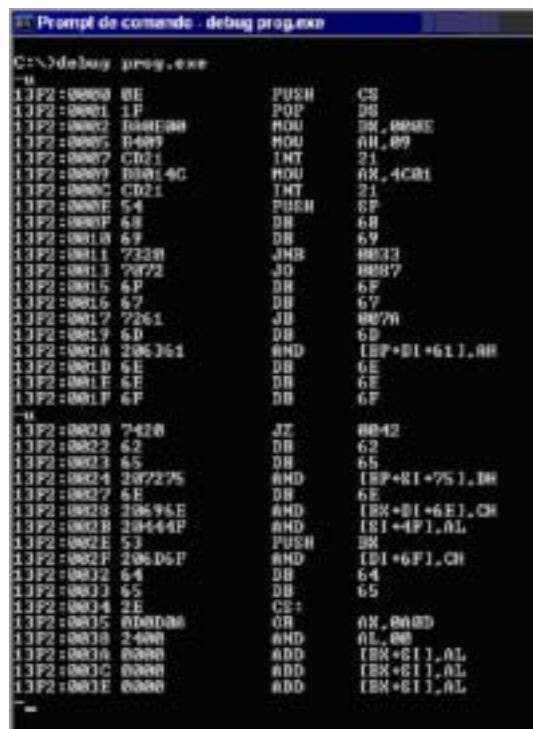 Prompt de comando - debug prog.exe
C:\>debug prog.exe
-u
13F2:0000 0E PUSH CS
13F2:0001 1F POP DS
13F2:0002 BA0E00 MOV DX,000E
13F2:0005 B409 MOV AH,09
13F2:0007 CD21 INT 21
13F2:0009 B8014C MOV AX,4C01
13F2:000C CD21 INT 21
13F2:000E 54 PUSH SP
13F2:000F 68 DB 68
13F2:0010 69 DB 69
13F2:0011 7320 JNB 0033
13F2:0013 7072 JO 0087
13F2:0015 6F DB 6F
13F2:0016 67 DB 67
13F2:0017 7261 JB 007A
13F2:0019 6D DB 6D
13F2:001A 206361 AND [BP+DI+61],AH
13F2:001D 6E DB 6E
13F2:001E 6E DB 6E
13F2:001F 6F DB 6F
-u
13F2:0020 7420 JZ 0042
13F2:0022 62 DB 62
13F2:0023 65 DB 65
13F2:0024 207275 AND [BP+SI+75],DH
13F2:0027 6E DB 6E
13F2:0028 20696E AND [BX+DI+6E],CH
13F2:002B 20444F AND [SI+4F],AL
13F2:002E 53 PUSH BX
13F2:002F 206D6F AND [DI+6F],CH
13F2:0032 64 DB 64
13F2:0033 65 DB 65
13F2:0034 2E CS:
13F2:0035 0D0D0A OR AX,0A0D
13F2:0038 2400 AND AL,00
13F2:003A 0000 ADD [BX+SI],AL
13F2:003C 0000 ADD [BX+SI],AL
13F2:003E 0000 ADD [BX+SI],AL
-_